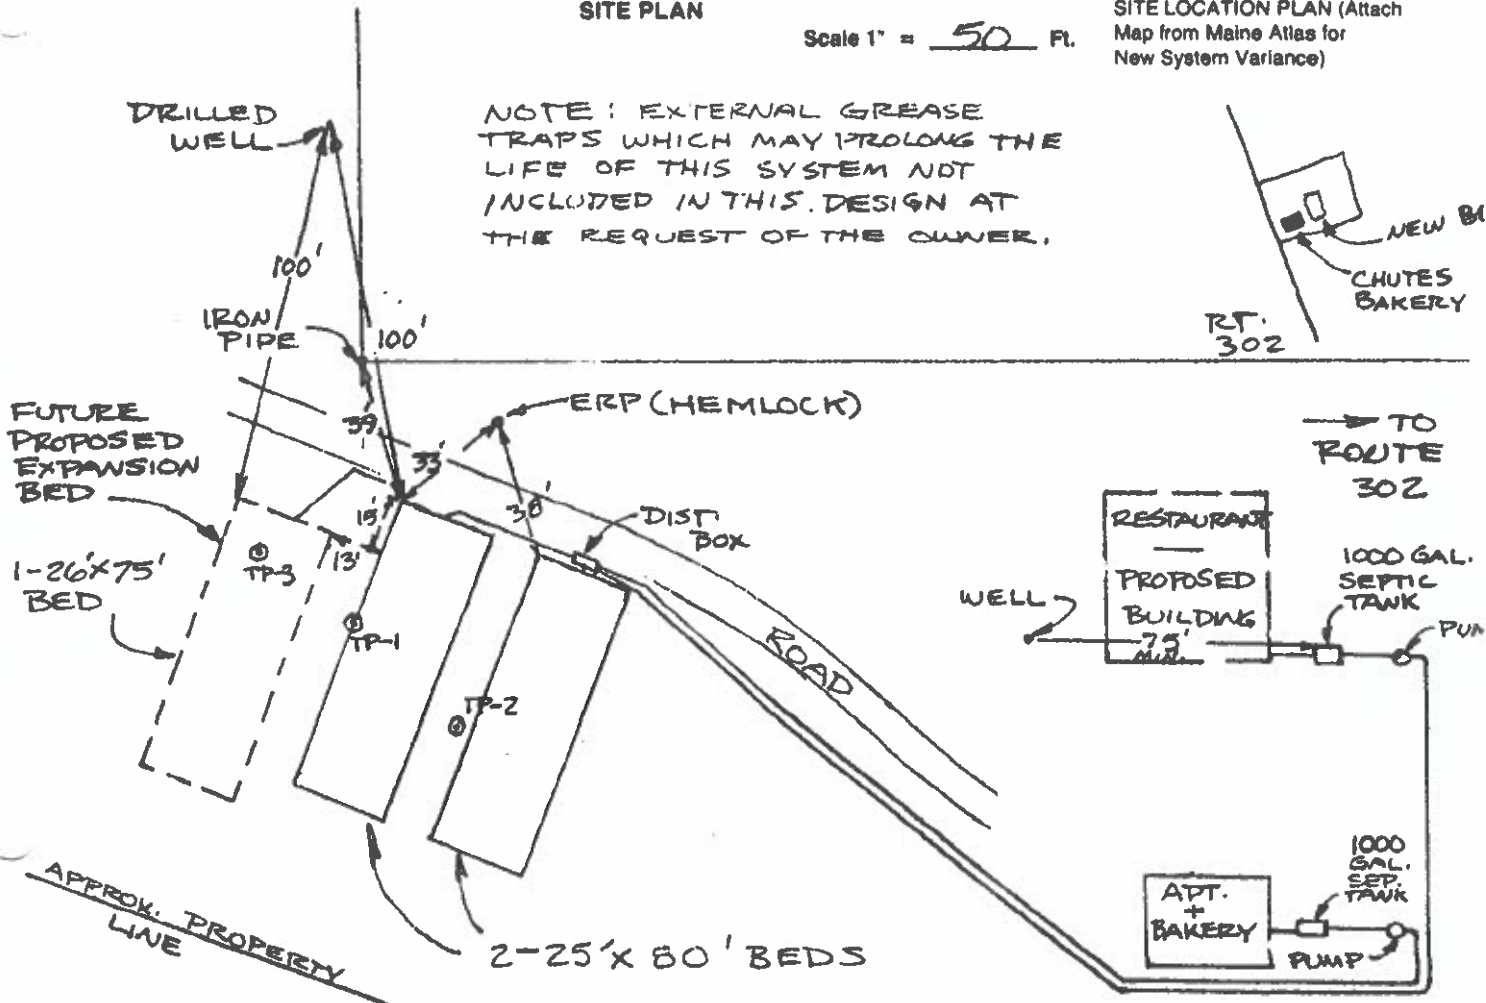 SITE PLAN
Scale 1" = 50 Ft.
SITE LOCATION PLAN (Attach
Map from Maine Atlas for
New System Variance)
DRILLED
WELL
NOTE: EXTERNAL GREASE
TRAPS WHICH MAY PROLONG THE
LIFE OF THIS SYSTEM NOT
INCLUDED IN THIS. DESIGN AT
THE REQUEST OF THE OWNER.
NEW
CHUTES
BAKERY
RT.
302
100'
100'
IRON
PIPE
ERP (HEMLOCK)
TO
ROUTE
302
FUTURE
PROPOSED
EXPANSION
BED
39'
33'
38'
15'
13'
DIST.
BOX
TP-3
1-26'X75'
BED
TP-1
TP-2
ROAD
WELL
RESTAURANT
PROPOSED
BUILDING
75'
MIN.
1000 GAL.
SEPTIC
TANK
1000
GAL.
SEP.
TANK
APT.
+
BAKERY
PUMP
2-25'X 80' BEDS
APPROX. PROPERTY
LINE